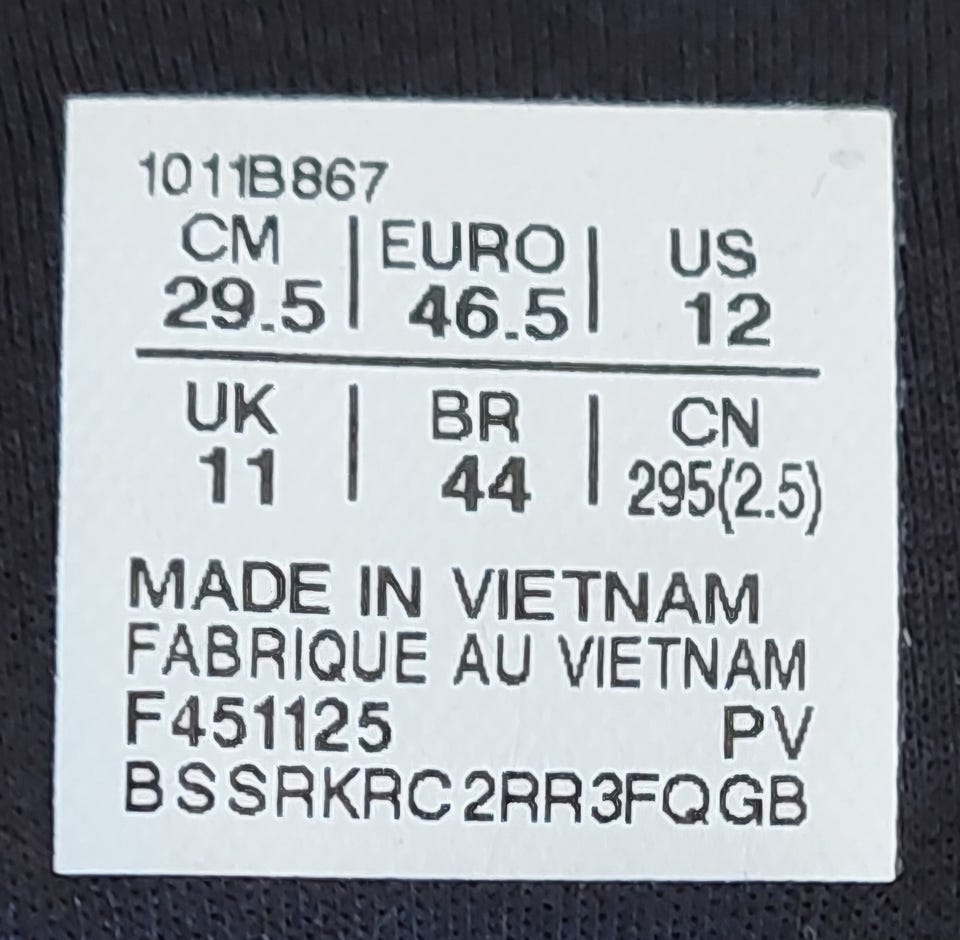 1011B867
CM | EURO | US
29.5 | 46.5 | 12
UK | BR | CN
11 | 44 | 295(2.5)
MADE IN VIETNAM
FABRIQUE AU VIETNAM
F451125 PV
BSSRKRC2RR3FQGB